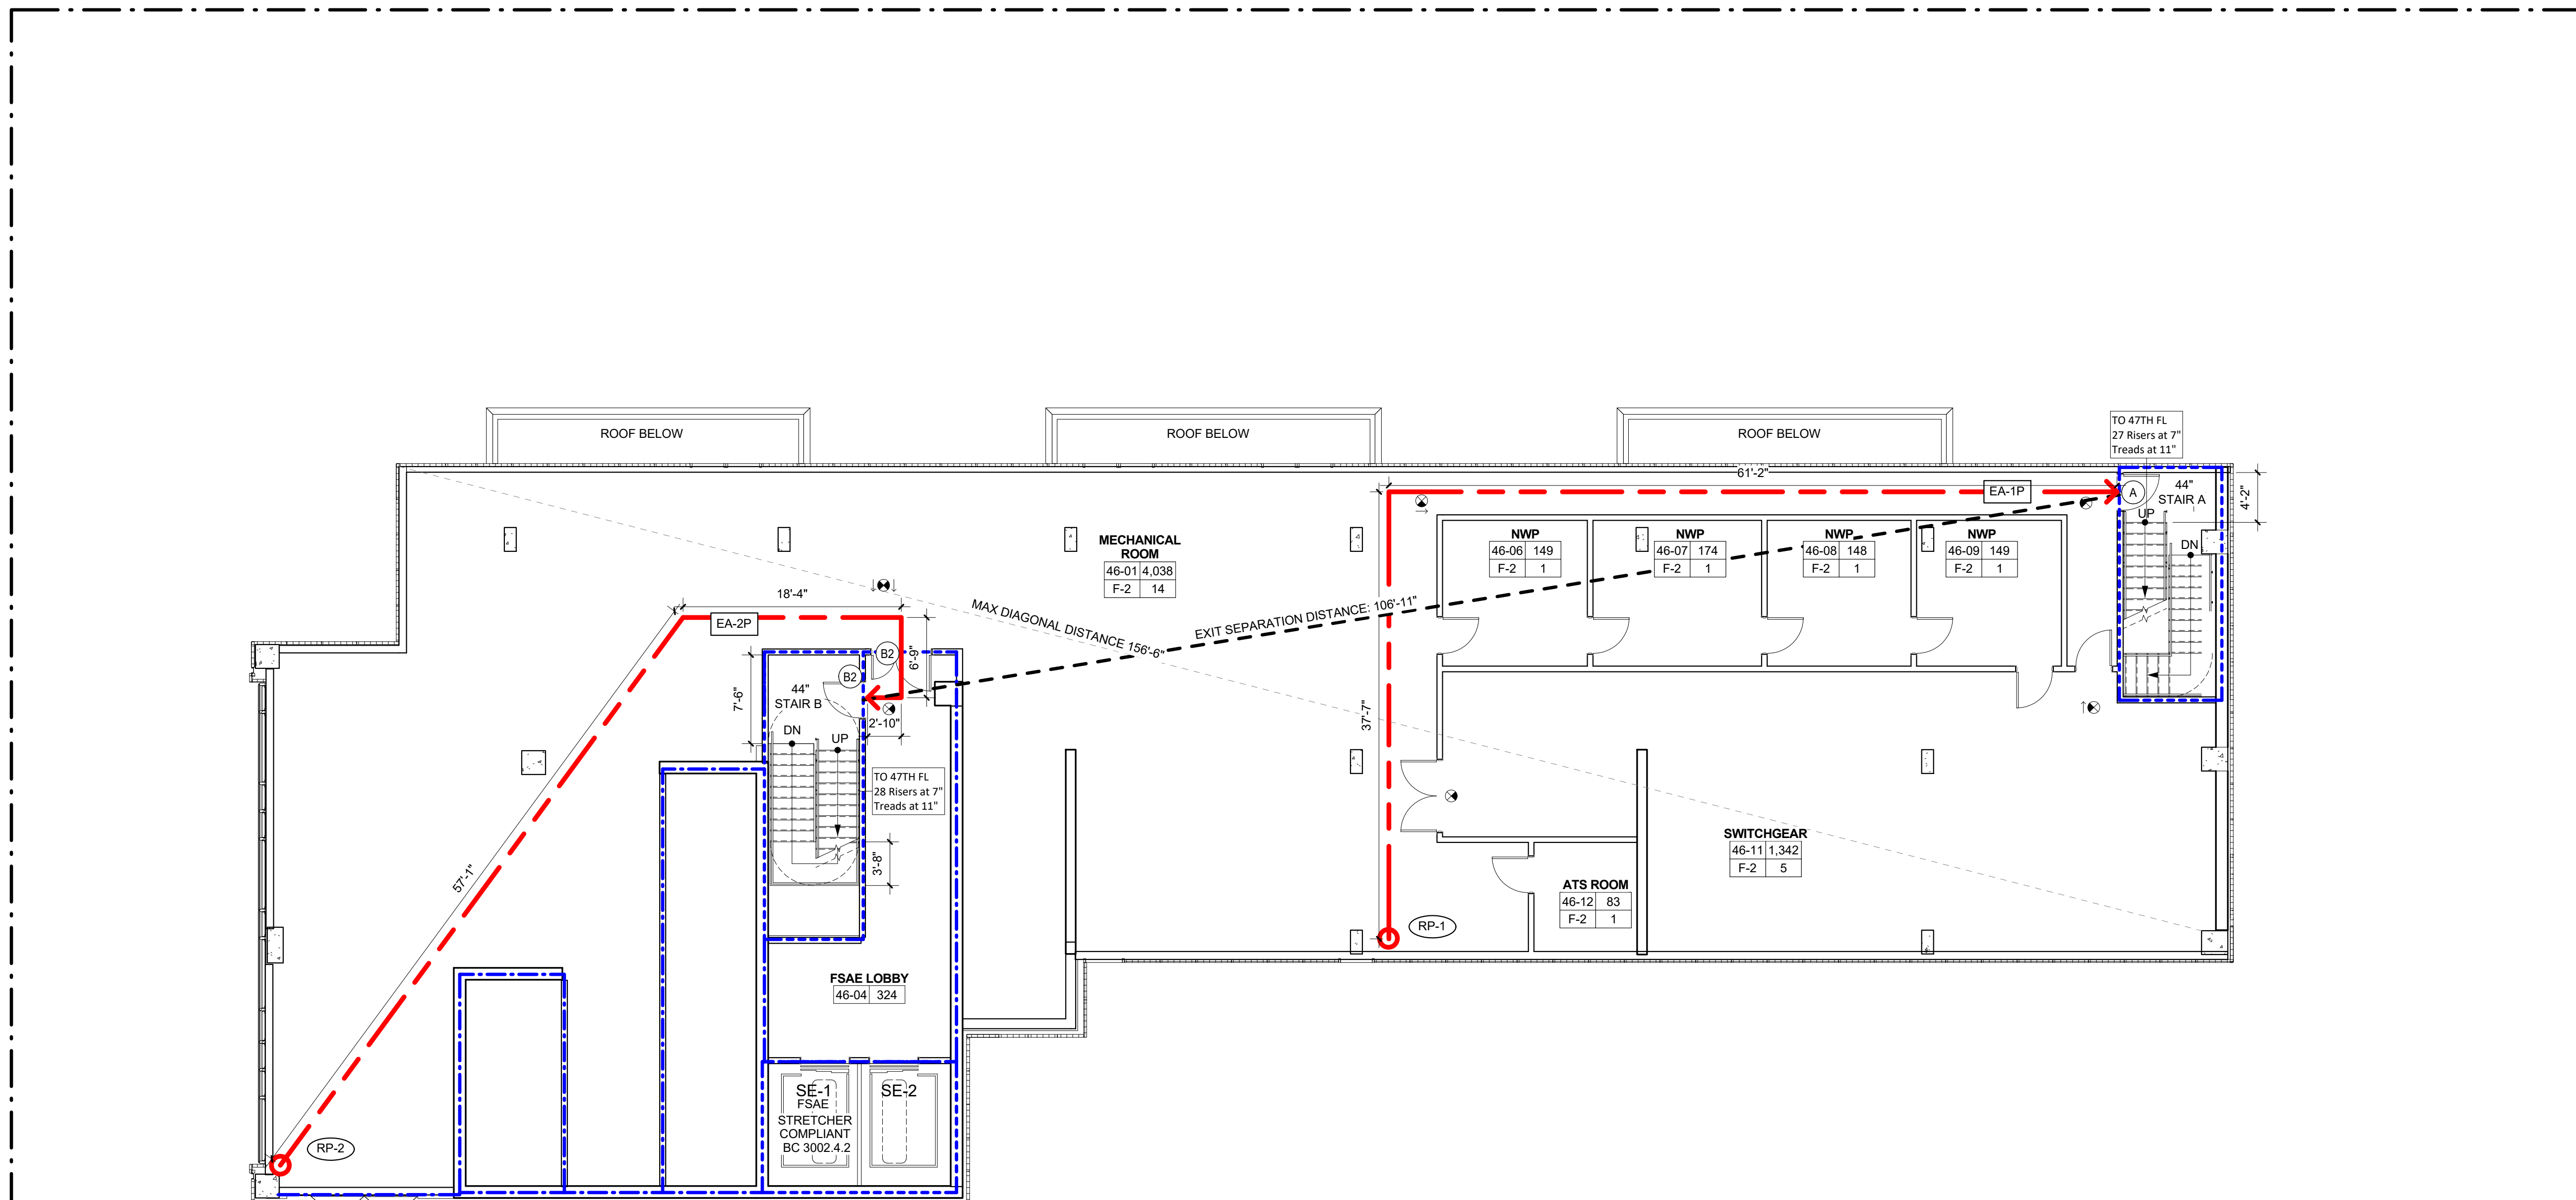 ROOF BELOW
ROOF BELOW
ROOF BELOW
TO 47TH FL
27 Risers at 7"
Treads at 11"
61'-2"
EA-1P
A
44"
STAIR A
4'-2"
UP
DN
MECHANICAL
ROOM
46-01 4,038
F-2 14
NWP
46-06 149
F-2 1
NWP
46-07 174
F-2 1
NWP
46-08 148
F-2 1
NWP
46-09 149
F-2 1
18'-4"
EA-2P
MAX DIAGONAL DISTANCE 156'-6"
EXIT SEPARATION DISTANCE: 106'-11"
B2
6'-9"
B2
7'-6"
44"
STAIR B
2'-10"
37'-7"
DN
UP
TO 47TH FL
28 Risers at 7"
Treads at 11"
3'-8"
57'-1"
SWITCHGEAR
46-11 1,342
F-2 5
ATS ROOM
46-12 83
F-2 1
RP-1
FSAE LOBBY
46-04 324
SE-1
FSAE
STRETCHER
COMPLIANT
BC 3002.4.2
SE-2
RP-2